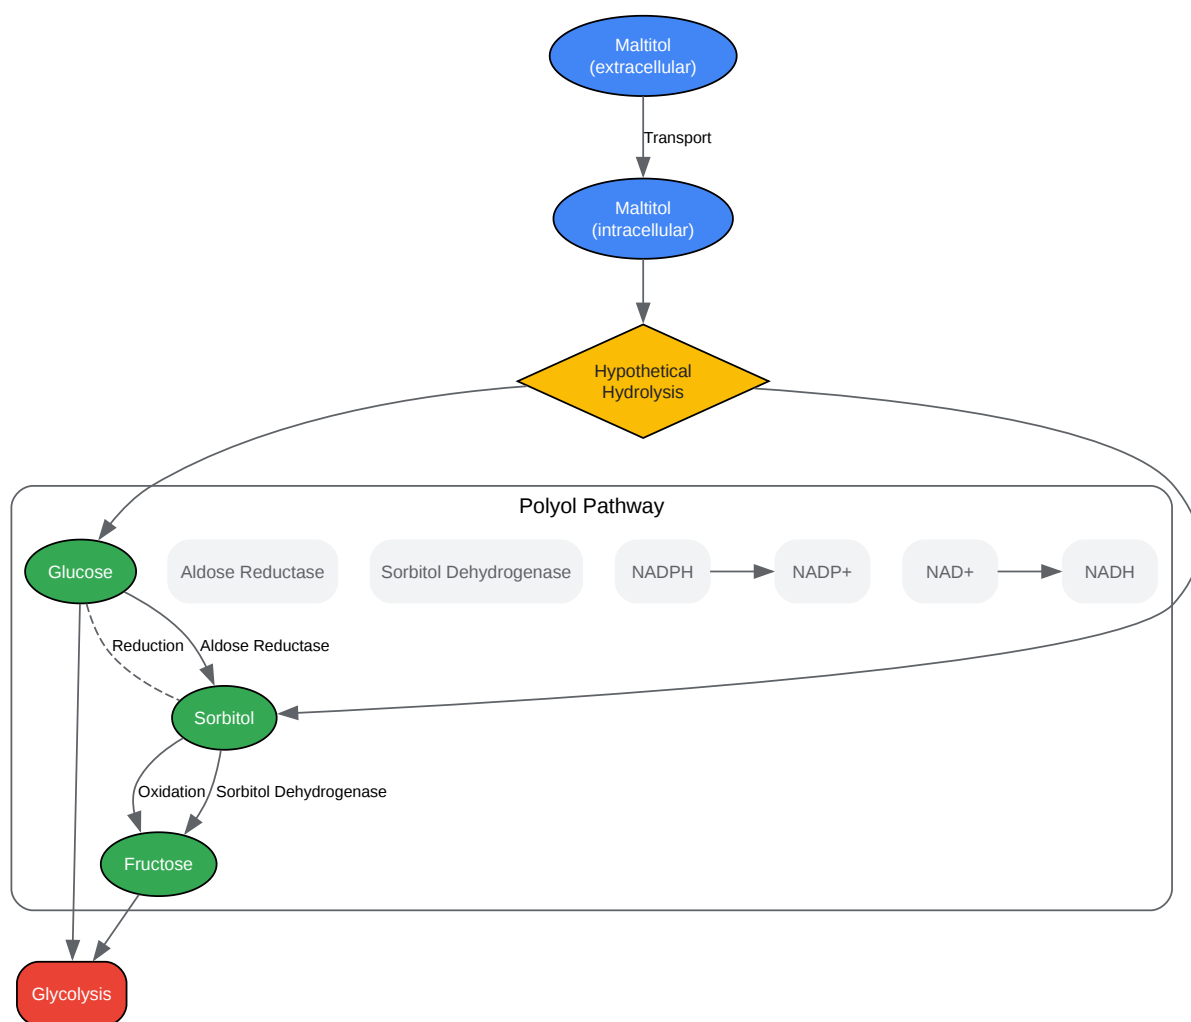 Maltitol
(extracellular)
Transport
Maltitol
(intracellular)
Hypothetical
Hydrolysis
Polyol Pathway
Glucose
Aldose Reductase
Sorbitol Dehydrogenase
NADPH
NADP+
NAD+
NADH
Reduction
Aldose Reductase
Sorbitol
Oxidation
Sorbitol Dehydrogenase
Fructose
Glycolysis